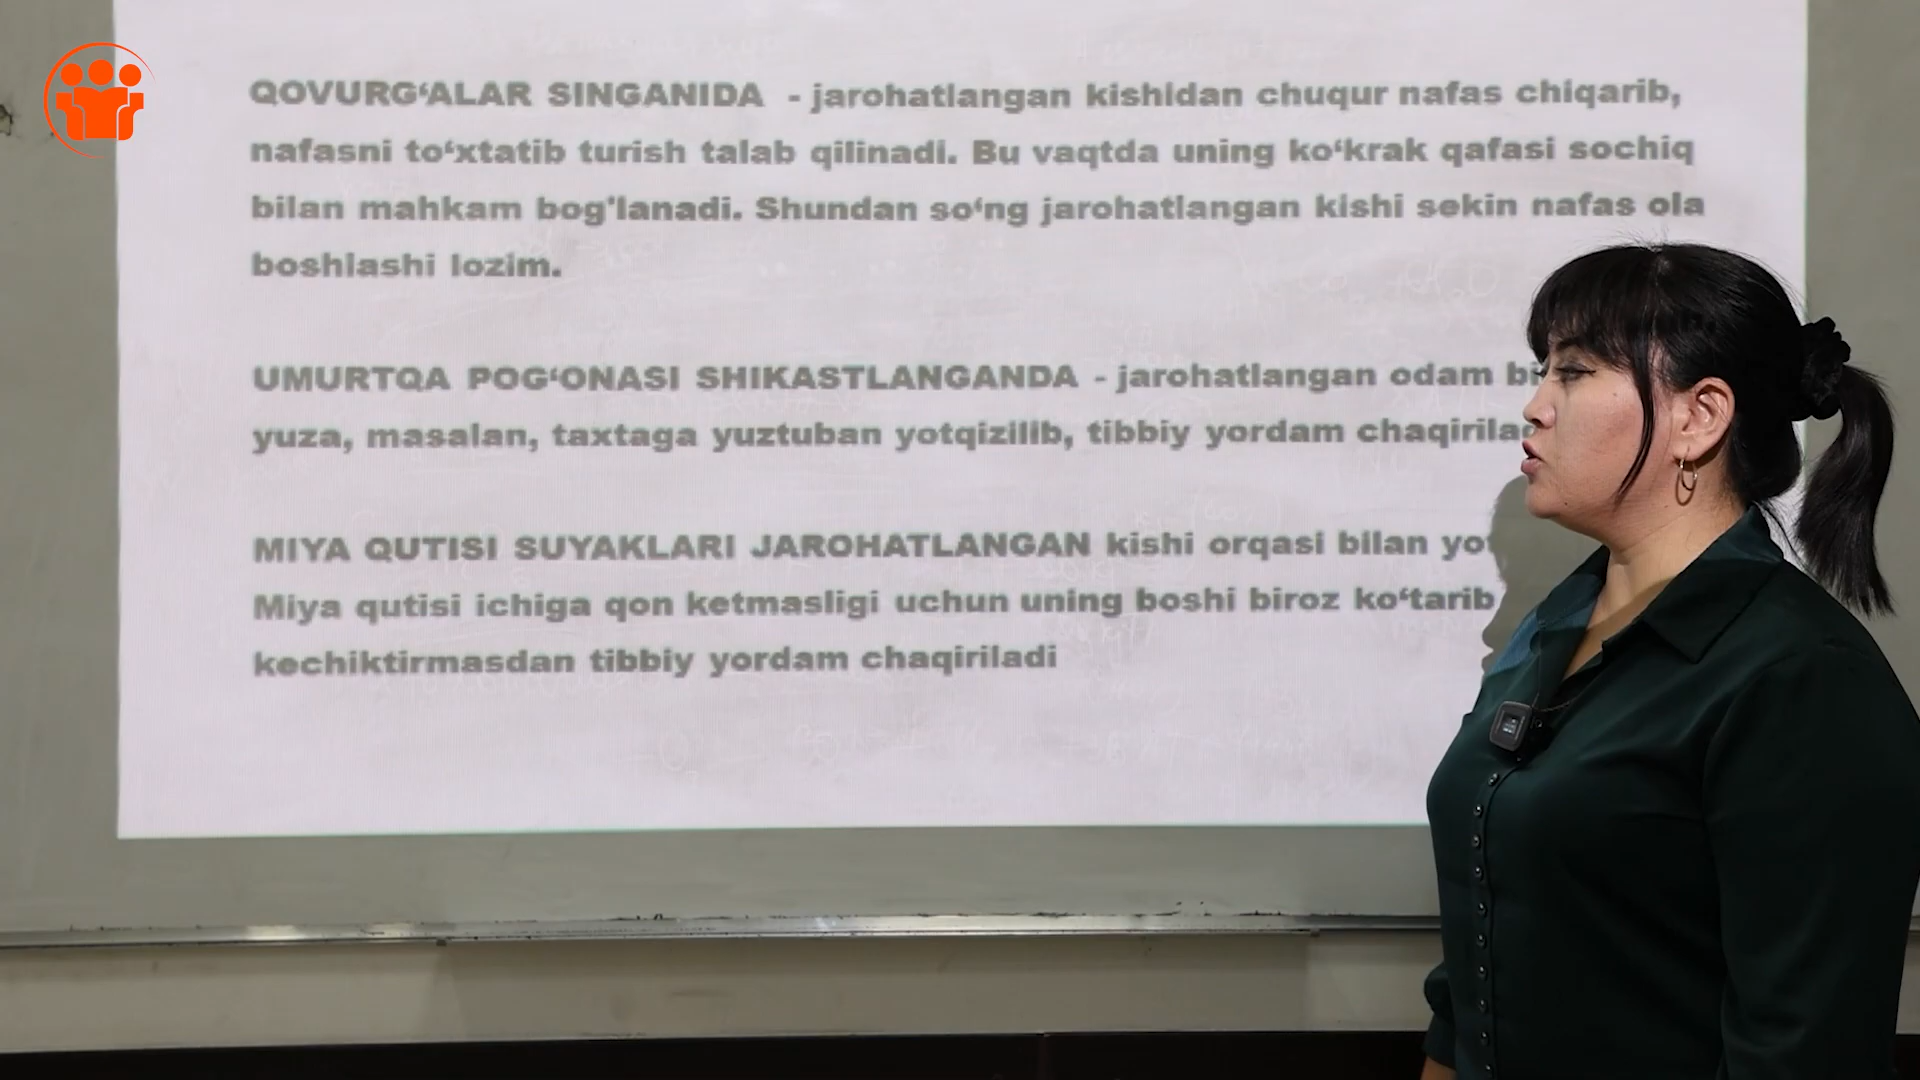 QOVURG‘ALAR SINGANIDA - jarohatlangan kishidan chuqur nafas chiqarib,
nafasni to‘xtatib turish talab qilinadi. Bu vaqtda uning ko‘krak qafasi sochiq
bilan mahkam bog'lanadi. Shundan so‘ng jarohatlangan kishi sekin nafas ola
boshlashi lozim.
UMURTQA POG‘ONASI SHIKASTLANGANDA - jarohatlangan odam
yuza, masalan, taxtaga yuztuban yotqizilib, tibbiy yordam
MIYA QUTISI SUYAKLARI JAROHATLANGAN kishi orqasi bilan
Miya qutisi ichiga qon ketmasligi uchun uning boshi biroz ko‘tarib
kechiktirmasdan tibbiy yordam chaqiriladi